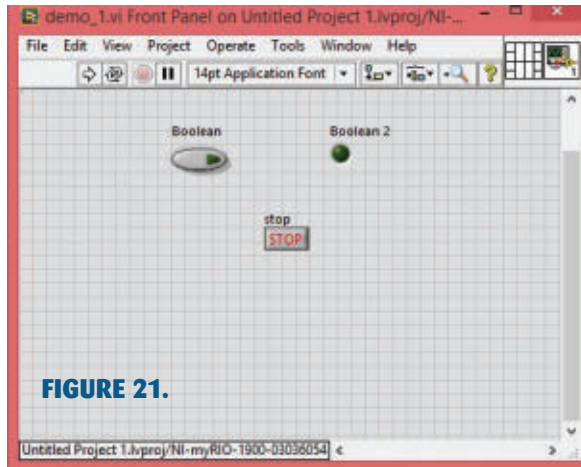 demo_1.vi Front Panel on Untitled Project 1.lvproj/NI-...
File Edit View Project Operate Tools Window Help
14pt Application Font
Boolean
Boolean 2
stop
STOP
FIGURE 21.
Untitled Project 1.lvproj/NI-myRIO-1900-03036054